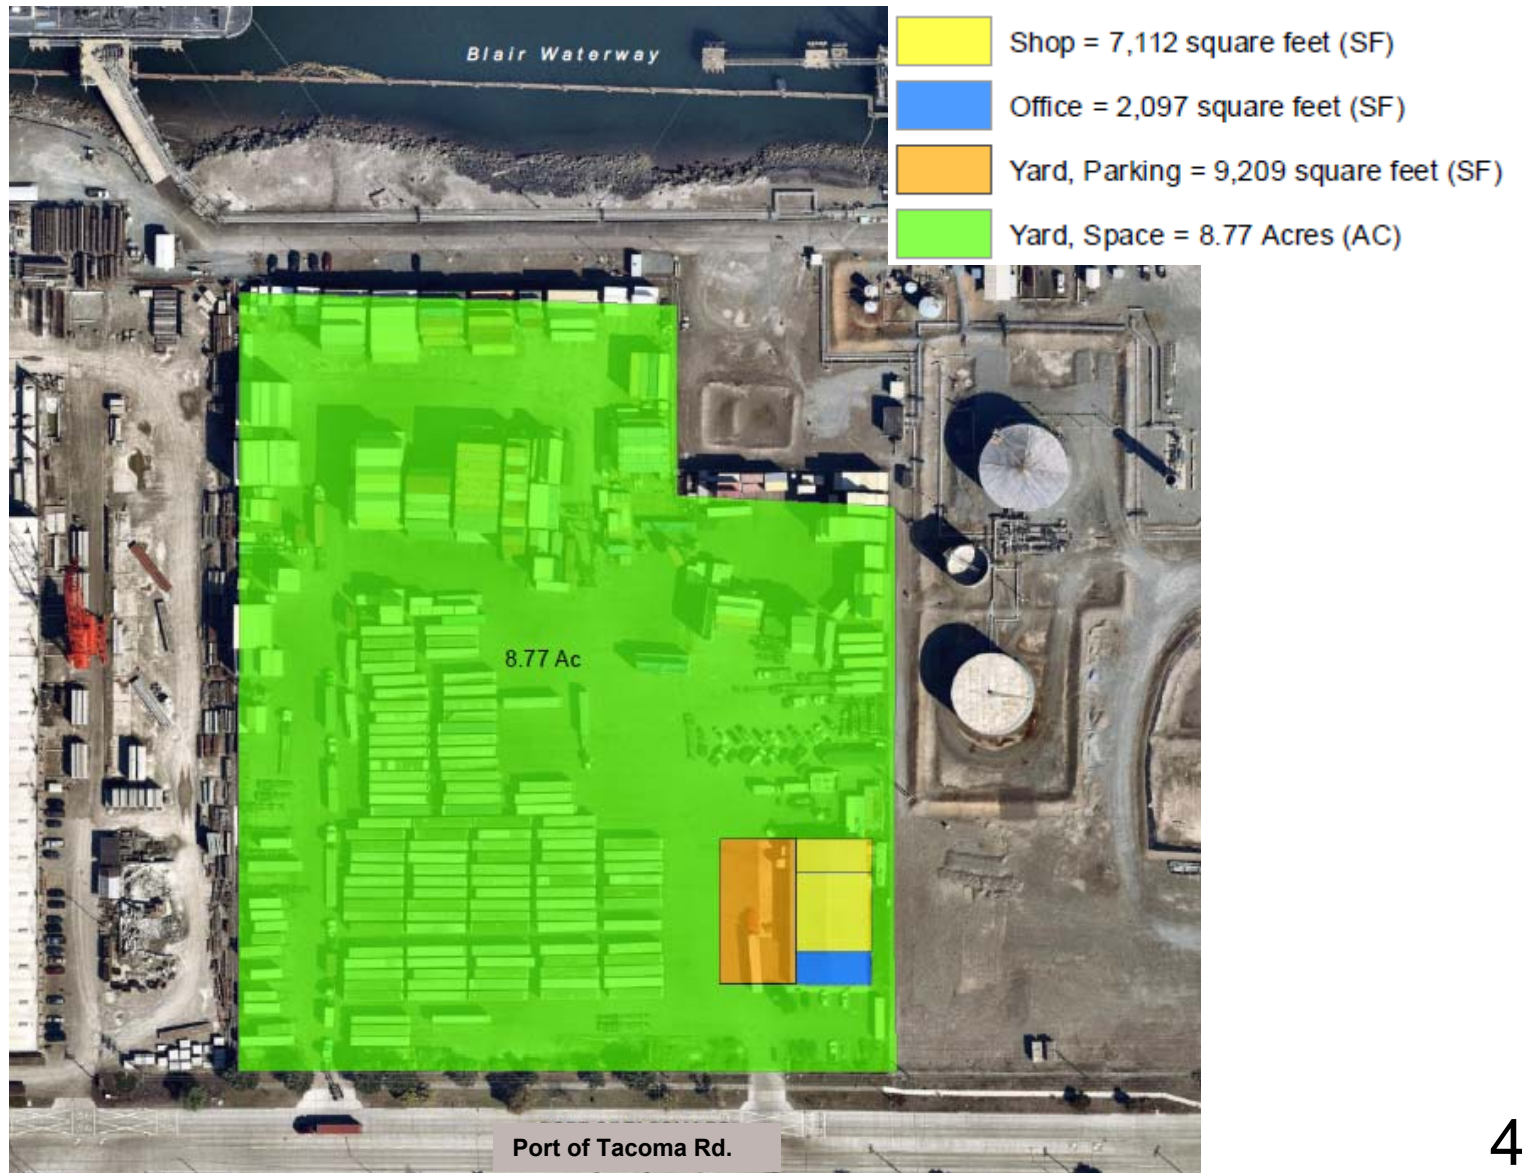 Blair Waterway
Shop = 7,112 square feet (SF)
Office = 2,097 square feet (SF)
Yard, Parking = 9,209 square feet (SF)
Yard, Space = 8.77 Acres (AC)
8.77 Ac
Port of Tacoma Rd.
4